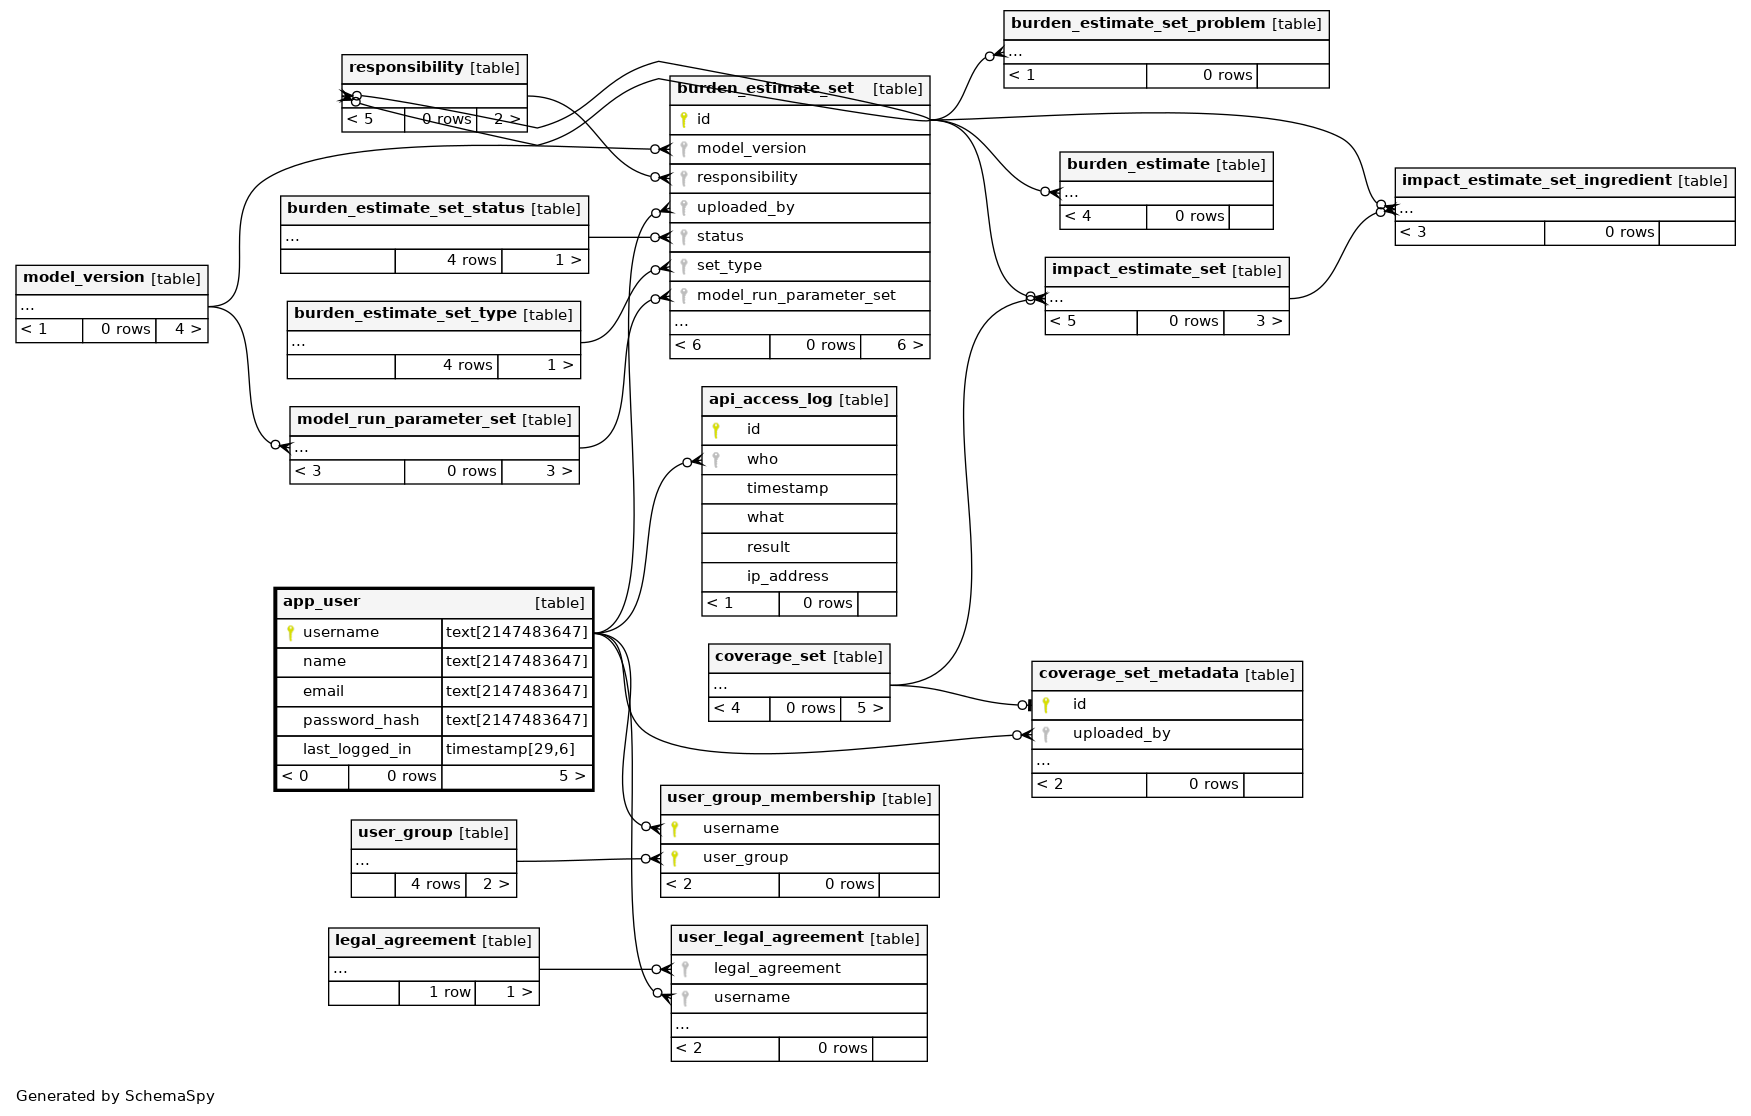 burden_estimate_set_problem [table]
...
< 1 0 rows
responsibility [table]
< 5 0 rows 2 >
burden_estimate_set [table]
id
model_version
responsibility
uploaded_by
status
set_type
model_run_parameter_set
...
< 6 0 rows 6 >
burden_estimate [table]
...
< 4 0 rows
impact_estimate_set_ingredient [table]
...
< 3 0 rows
burden_estimate_set_status [table]
...
4 rows 1 >
model_version [table]
...
< 1 0 rows 4 >
impact_estimate_set [table]
...
< 5 0 rows 3 >
burden_estimate_set_type [table]
...
4 rows 1 >
model_run_parameter_set [table]
...
< 3 0 rows 3 >
api_access_log [table]
id
who
timestamp
what
result
ip_address
< 1 0 rows
app_user [table]
username text[2147483647]
name text[2147483647]
email text[2147483647]
password_hash text[2147483647]
last_logged_in timestamp[29,6]
< 0 0 rows 5 >
coverage_set [table]
...
< 4 0 rows 5 >
coverage_set_metadata [table]
id
uploaded_by
...
< 2 0 rows
user_group_membership [table]
username
user_group
< 2 0 rows
user_group [table]
...
4 rows 2 >
legal_agreement [table]
...
1 row 1 >
user_legal_agreement [table]
legal_agreement
username
...
< 2 0 rows
Generated by SchemaSpy